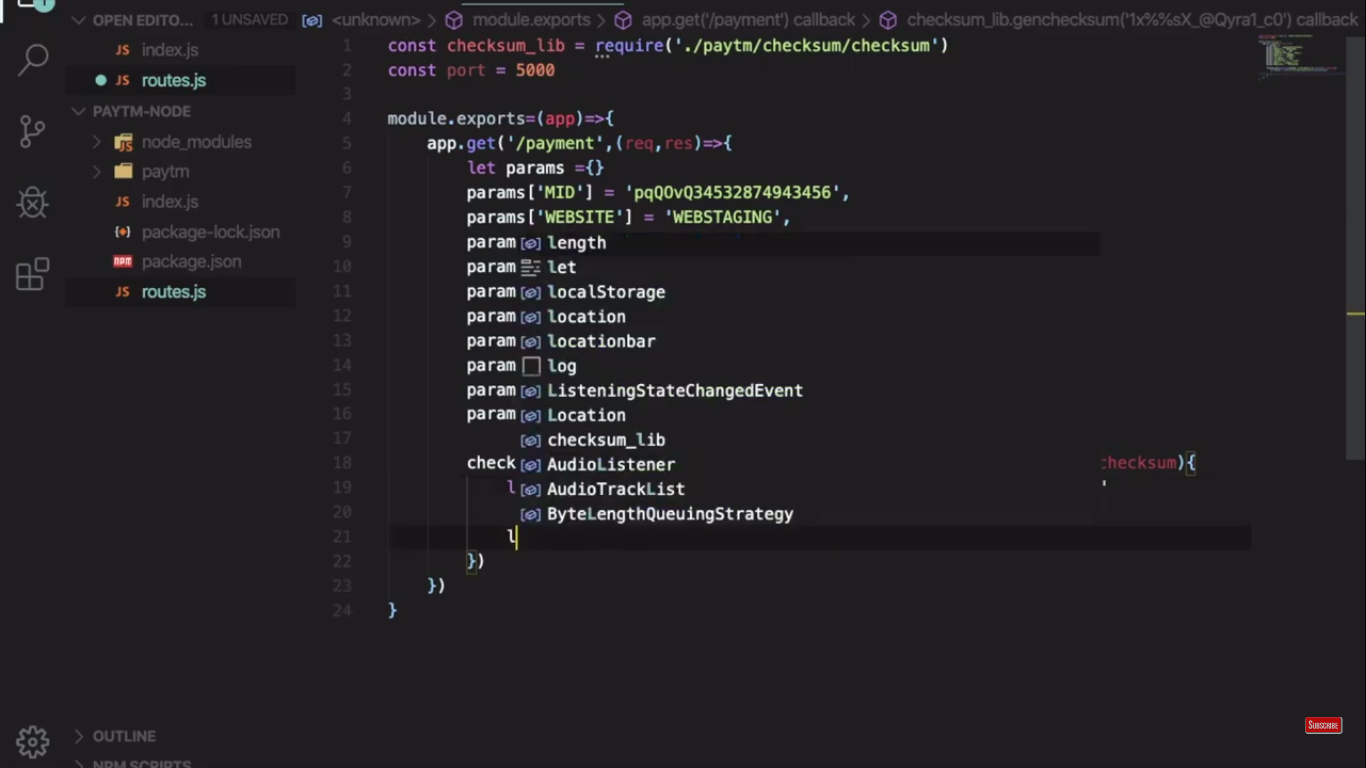 OPEN EDITO... 1 UNSAVED
<unknown> > module.exports > app.get('/payment') callback > checksum_lib.genchecksum('1x%%sX_@Qyra1_c0') callback
JS index.js
JS routes.js
PAYTM-NODE
node_modules
paytm
JS index.js
package-lock.json
npm package.json
JS routes.js
OUTLINE
NPM SCRIPTS
1 const checksum_lib = require('./paytm/checksum/checksum')
2 const port = 5000
3
4 module.exports=(app)=>{
5 app.get('/payment',(req,res)=>{
6 let params ={}
7 params['MID'] = 'pqQOvQ34532874943456',
8 params['WEBSITE'] = 'WEBSTAGING',
9 param length
10 param let
11 param localStorage
12 param location
13 param locationbar
14 param log
15 param ListeningStateChangedEvent
16 param Location
17 checksum_lib
18 check AudioListener checksum){
19 l AudioTrackList '
20 ByteLengthQueuingStrategy
21 l
22 })
23 })
24 }
SUBSCRIBE